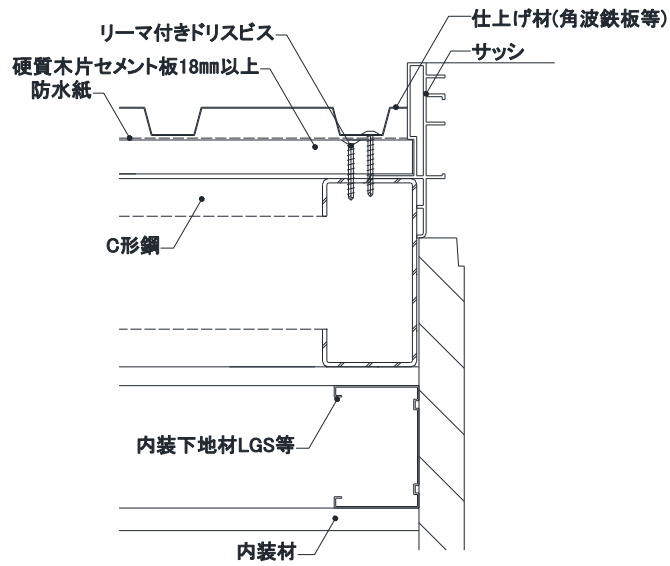 仕上げ材(角波鉄板等)
リーマ付きドリスビス
サッシ
硬質木片セメント板18mm以上
防水紙
C形鋼
内装下地材LGS等
内装材